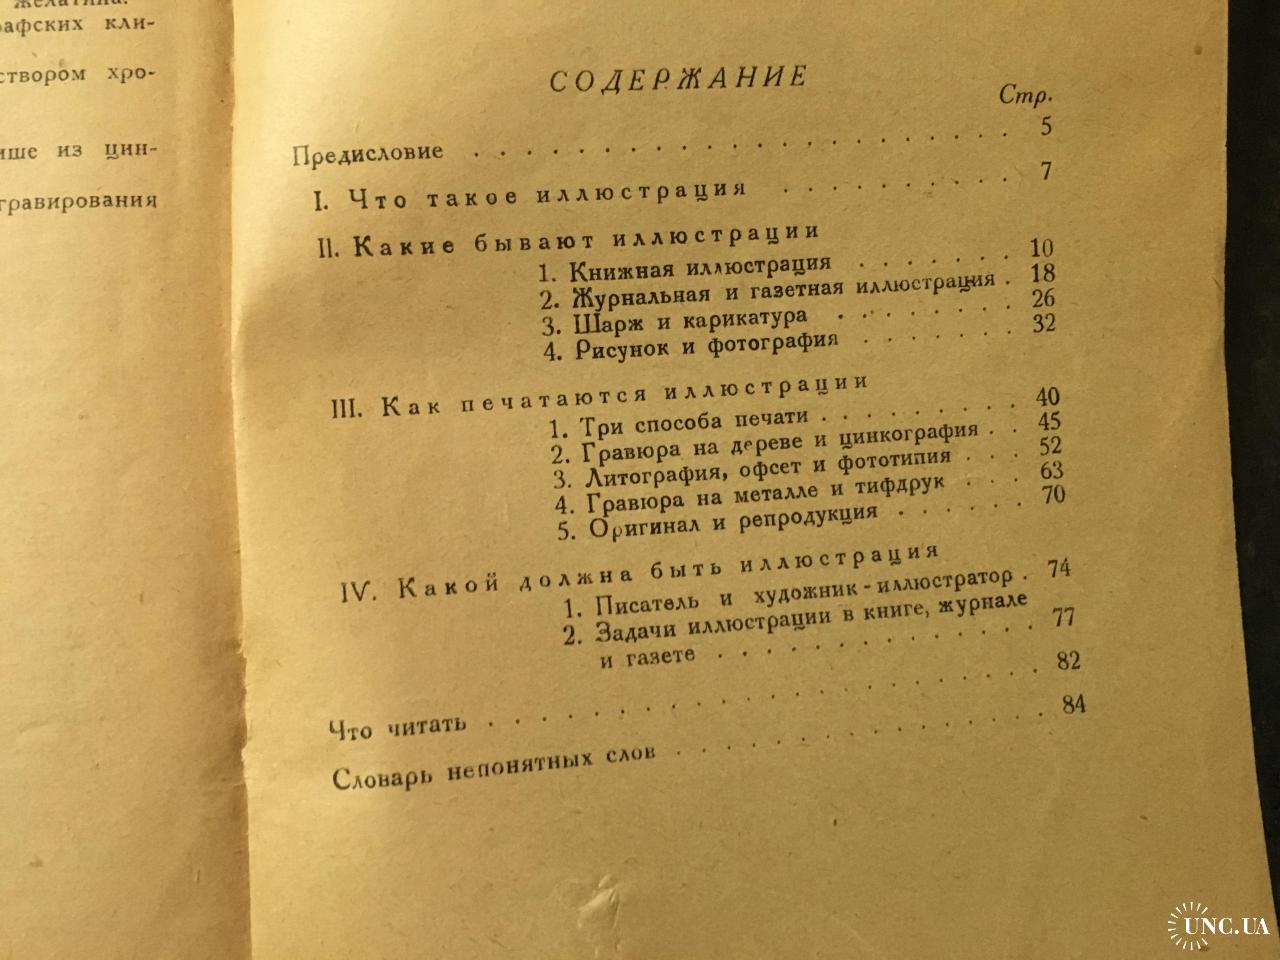 желатина.
афских кли-
створом хро-
ише из цин-
гравирования
СОДЕРЖАНИЕ
Стр.
Предисловие . . . . . . . . . . . . . . . . . . . . 5
I. Что такое иллюстрация . . . . . . . . . . 7
II. Какие бывают иллюстрации
1. Книжная иллюстрация . . . . . . . 10
2. Журнальная и газетная иллюстрация . 18
3. Шарж и карикатура . . . . . . . 26
4. Рисунок и фотография . . . . . . 32
III. Как печатаются иллюстрации
1. Три способа печати . . . . . . . . 40
2. Гравюра на дереве и цинкография . . 45
3. Литография, офсет и фототипия . . . 52
4. Гравюра на металле и тифдрук . . . 63
5. Оригинал и репродукция . . . . . . 70
IV. Какой должна быть иллюстрация
1. Писатель и художник-иллюстратор . 74
2. Задачи иллюстрации в книге, журнале
и газете . . . . . . . . . . . . 77
Что читать . . . . . . . . . . . . . . . . . . . . 82
Словарь непонятных слов . . . . . . . . . . . . . 84
UNC.UA